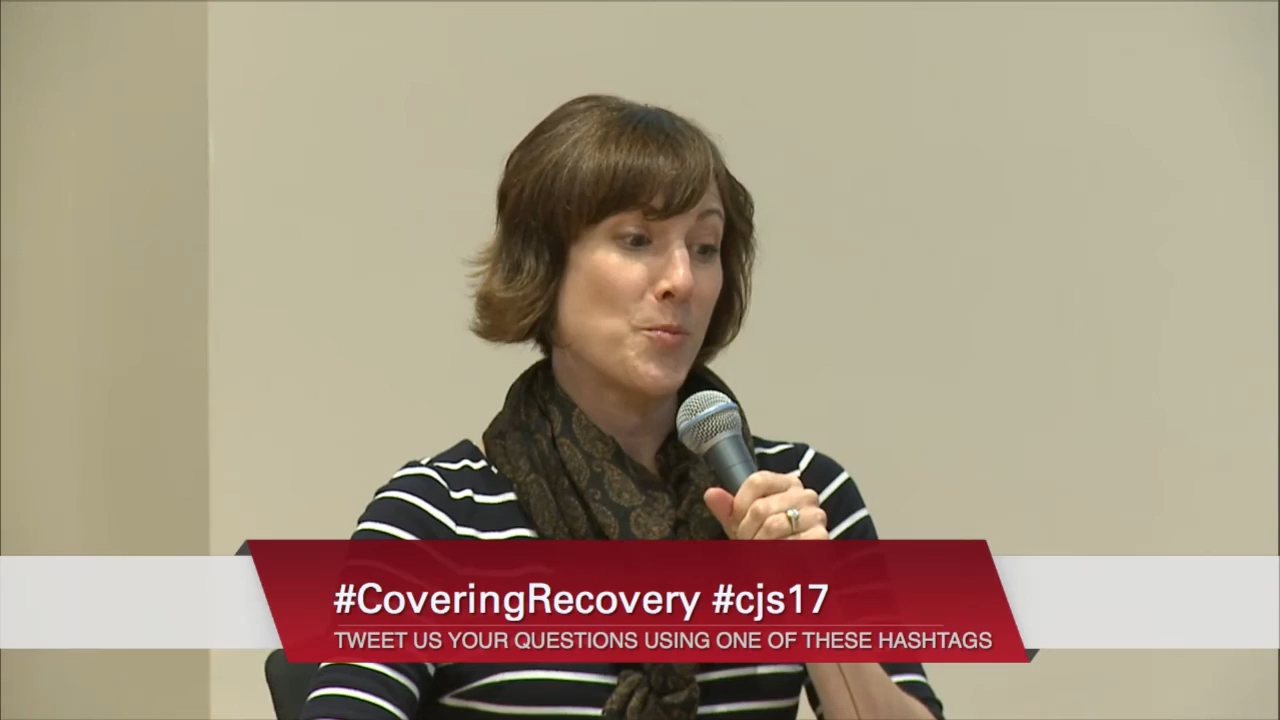 #CoveringRecovery #cjs17
TWEET US YOUR QUESTIONS USING ONE OF THESE HASHTAGS